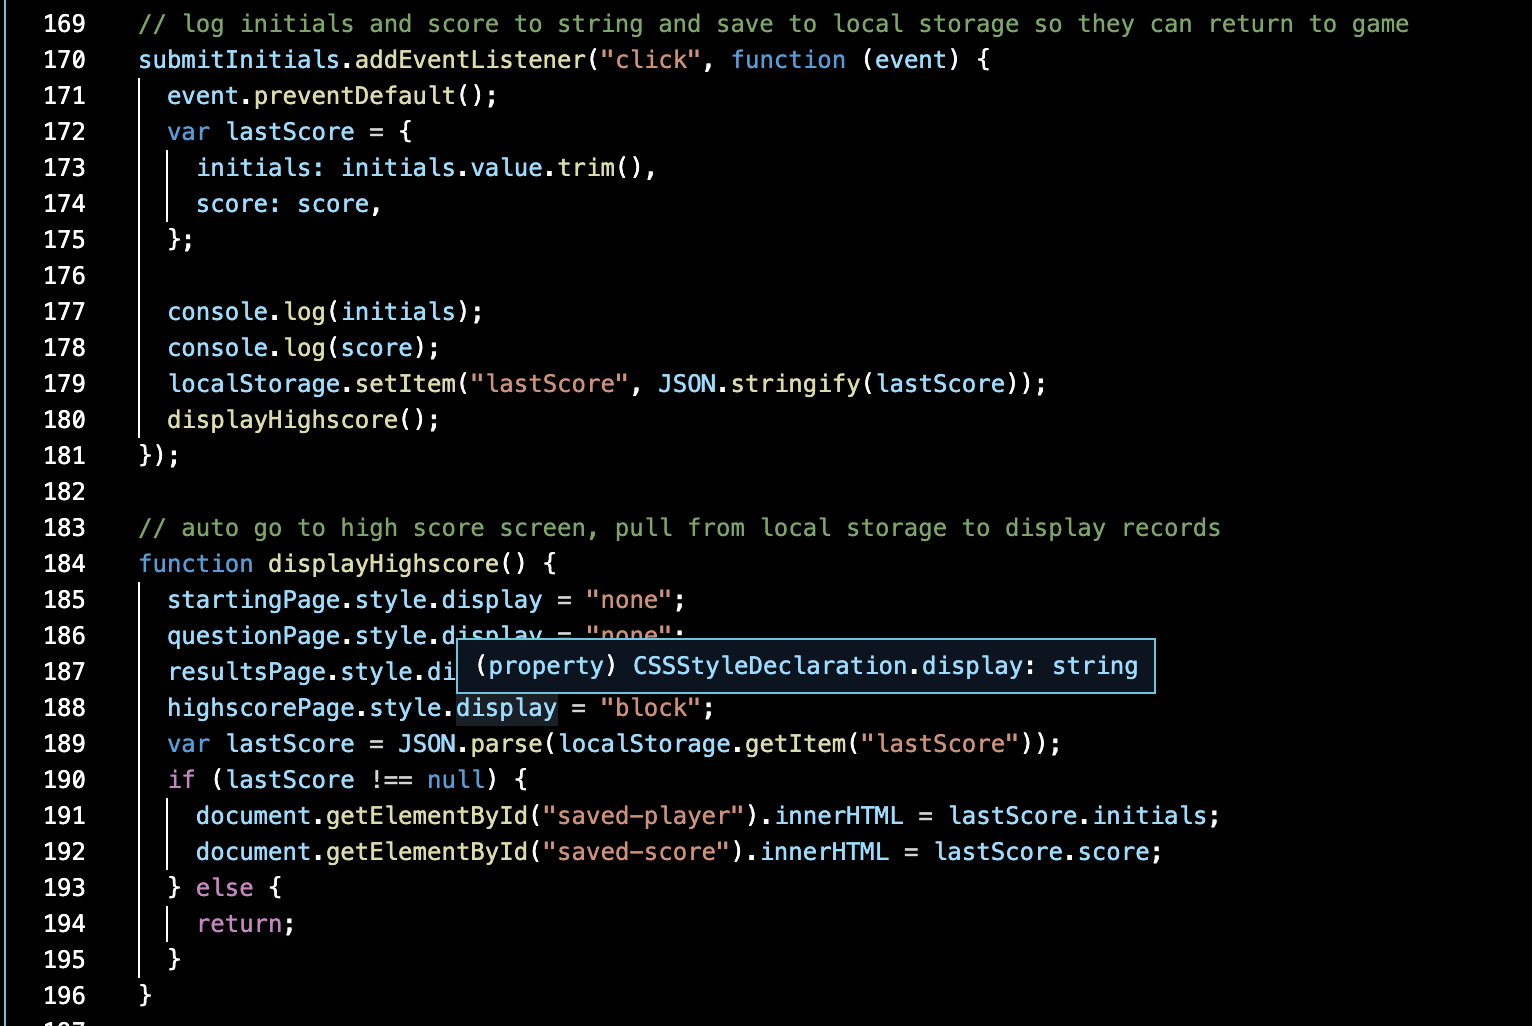 169 // log initials and score to string and save to local storage so they can return to game
170 submitInitials.addEventListener("click", function (event) {
171 event.preventDefault();
172 var lastScore = {
173 initials: initials.value.trim(),
174 score: score,
175 };
176
177 console.log(initials);
178 console.log(score);
179 localStorage.setItem("lastScore", JSON.stringify(lastScore));
180 displayHighscore();
181 });
182
183 // auto go to high score screen, pull from local storage to display records
184 function displayHighscore() {
185 startingPage.style.display = "none";
186 questionPage.style.display = "none";
187 resultsPage.style.di
(property) CSSStyleDeclaration.display: string
188 highscorePage.style.display = "block";
189 var lastScore = JSON.parse(localStorage.getItem("lastScore"));
190 if (lastScore !== null) {
191 document.getElementById("saved-player").innerHTML = lastScore.initials;
192 document.getElementById("saved-score").innerHTML = lastScore.score;
193 } else {
194 return;
195 }
196 }